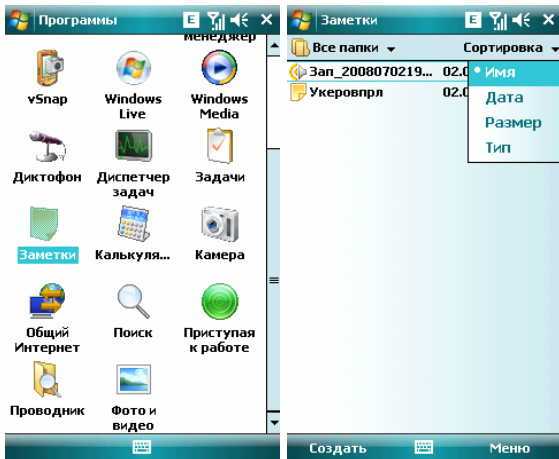 Программы
E
менеджер
vSnap
Windows Live
Windows Media
Диктофон
Диспетчер задач
Задачи
Заметки
Калькуля...
Камера
Общий Интернет
Поиск
Приступая к работе
Проводник
Фото и видео
Заметки
E
Все папки
Сортировка
Зап_2008070219... 02.0
Укеровпрл 02.0
Имя
Дата
Размер
Тип
Создать
Меню